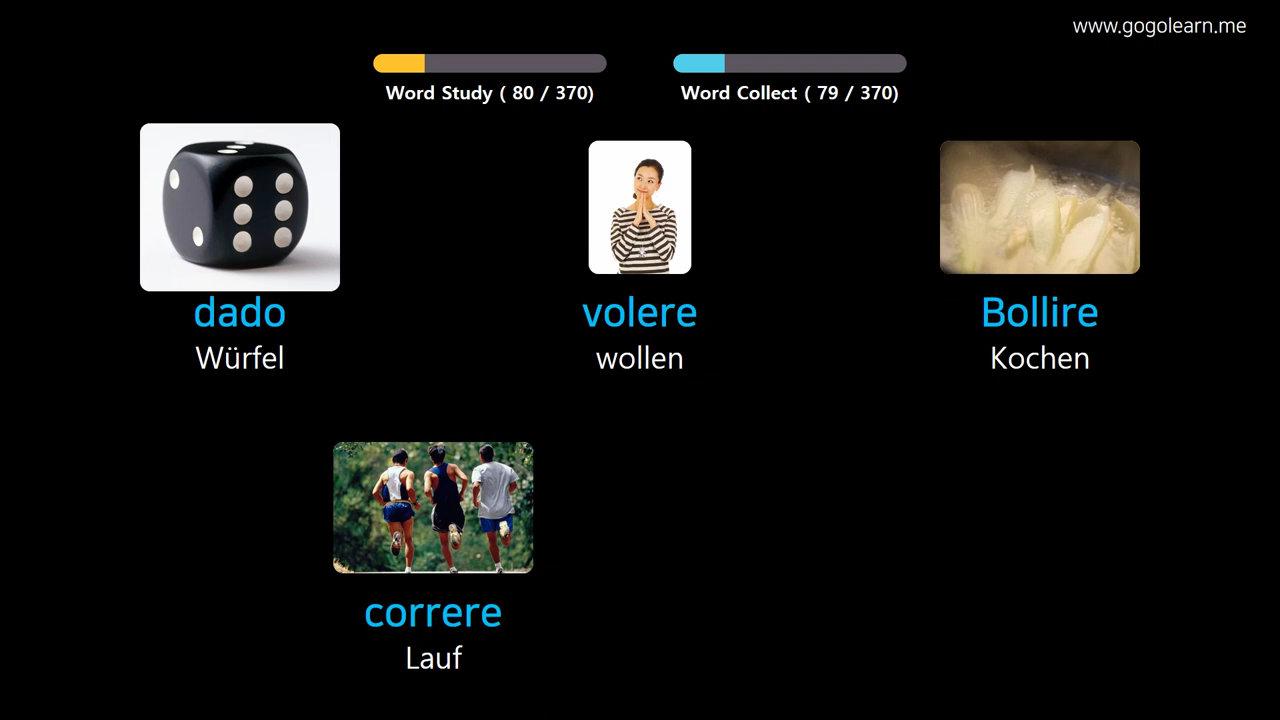 www.gogolearn.me
Word Study ( 80 / 370)
Word Collect ( 79 / 370)
dado
Würfel
volere
wollen
Bollire
Kochen
correre
Lauf